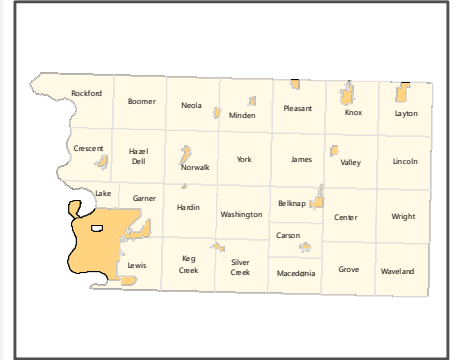 Rockford
Boomer
Neola
Minden
Pleasant
Knox
Layton
Crescent
Hazel
Dell
Norwalk
York
James
Valley
Lincoln
Lake
Garner
Hardin
Washington
Belknap
Center
Wright
Carson
Lewis
Keg
Creek
Silver
Creek
Macedonia
Grove
Waveland